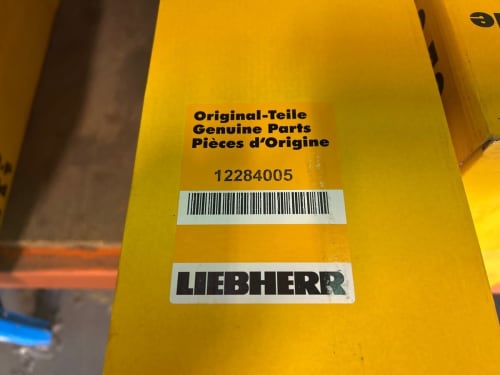 Original-Teile
Genuine Parts
Pièces d'Origine
12284005
LIEBHERR